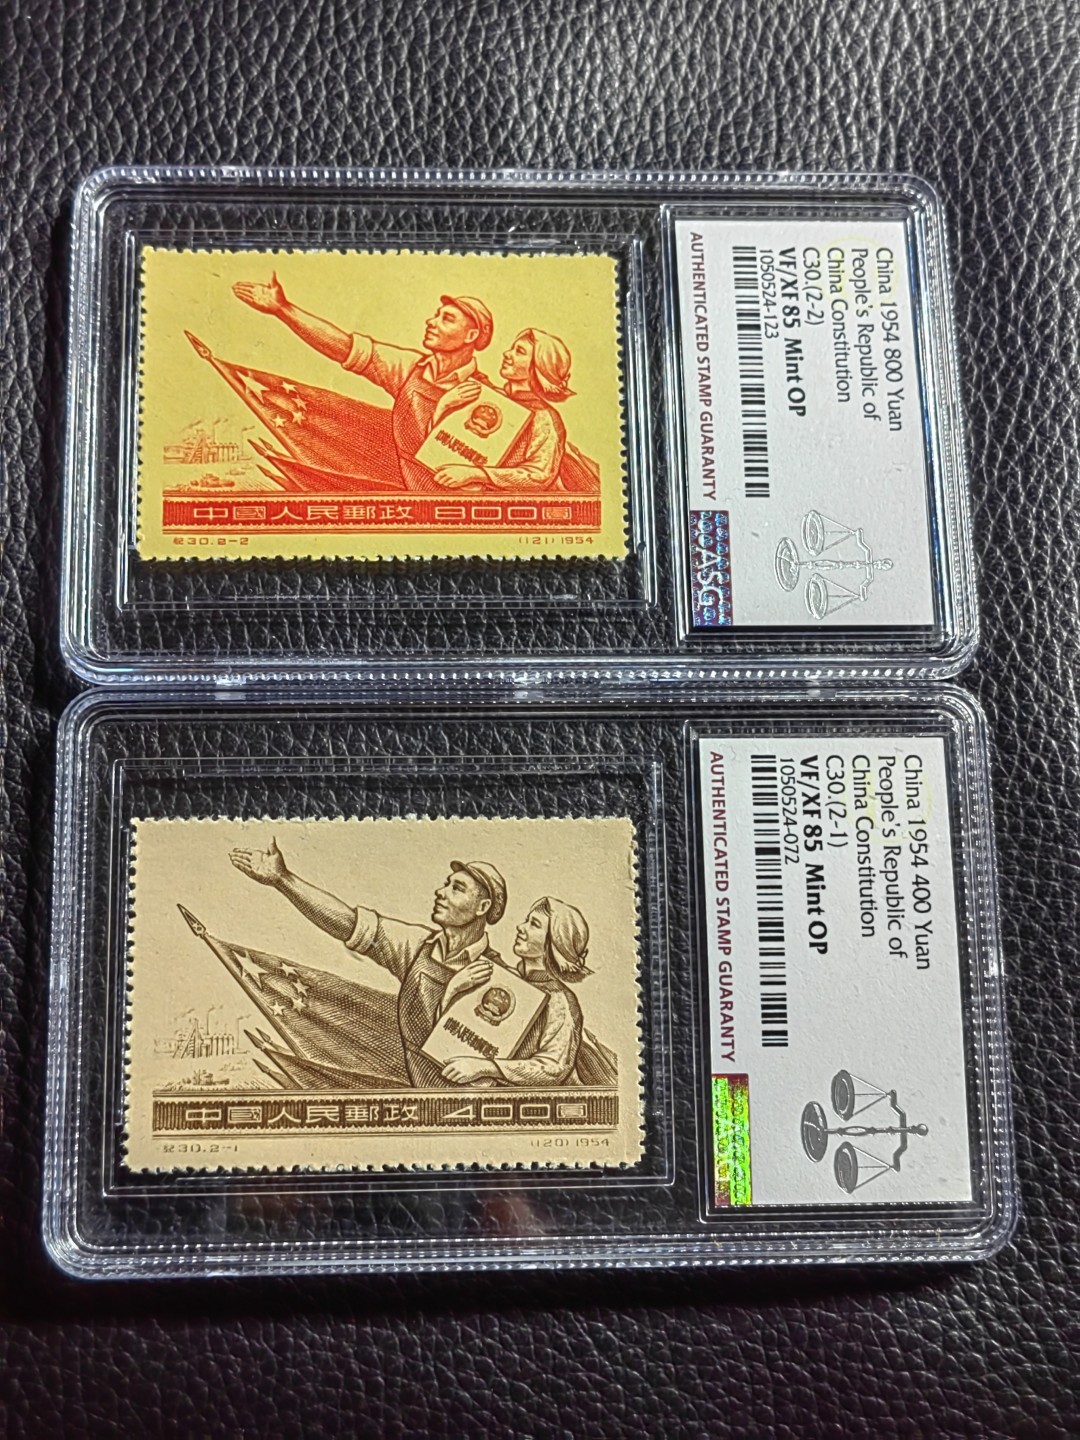 中國人民郵政 800圓
紀30.2-2
(121) 1954
China 1954 800 Yuan
People's Republic of
China Constitution
C30.(2-2)
VF/XF 85 Mint OP
1050524-123
AUTHENTICATED STAMP GUARANTY
ASG
中國人民郵政 400圓
紀30.2-1
(120) 1954
China 1954 400 Yuan
People's Republic of
China Constitution
C30.(2-1)
VF/XF 85 Mint OP
1050524-072
AUTHENTICATED STAMP GUARANTY